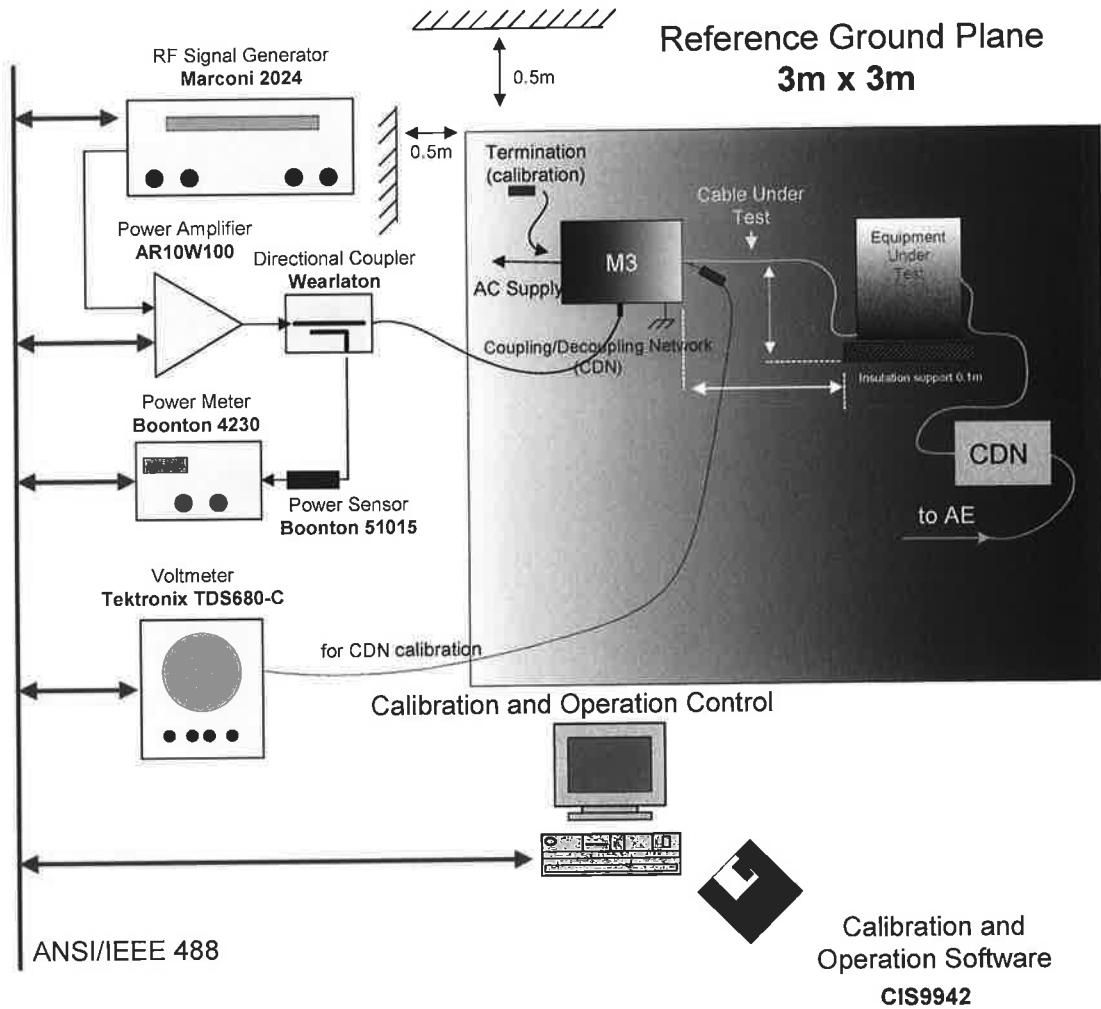 Reference Ground Plane
3m x 3m
0.5m
RF Signal Generator
Marconi 2024
0.5m
Termination
(calibration)
Cable Under
Test
Equipment
Under
Test
M3
AC Supply
Power Amplifier
AR10W100
Directional Coupler
Wearlaton
Coupling/Decoupling Network
(CDN)
Insulation support 0.1m
Power Meter
Boonton 4230
CDN
Power Sensor
Boonton 51015
to AE
Voltmeter
Tektronix TDS680-C
for CDN calibration
Calibration and Operation Control
ANSI/IEEE 488
Calibration and
Operation Software
CIS9942